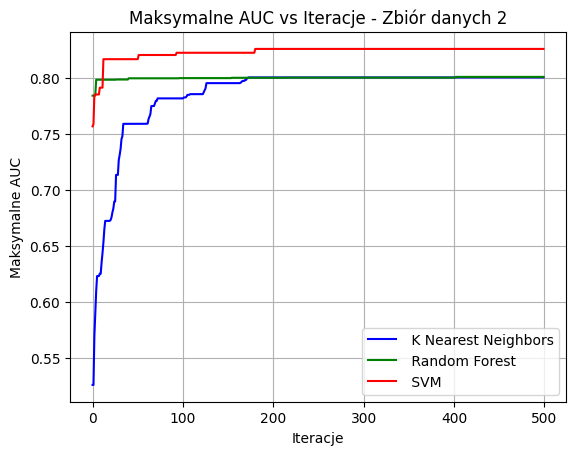 Maksymalne AUC vs Iteracje - Zbiór danych 2
Maksymalne AUC
0.80
0.75
0.70
0.65
0.60
0.55
0
100
200
300
400
500
Iteracje
K Nearest Neighbors
Random Forest
SVM